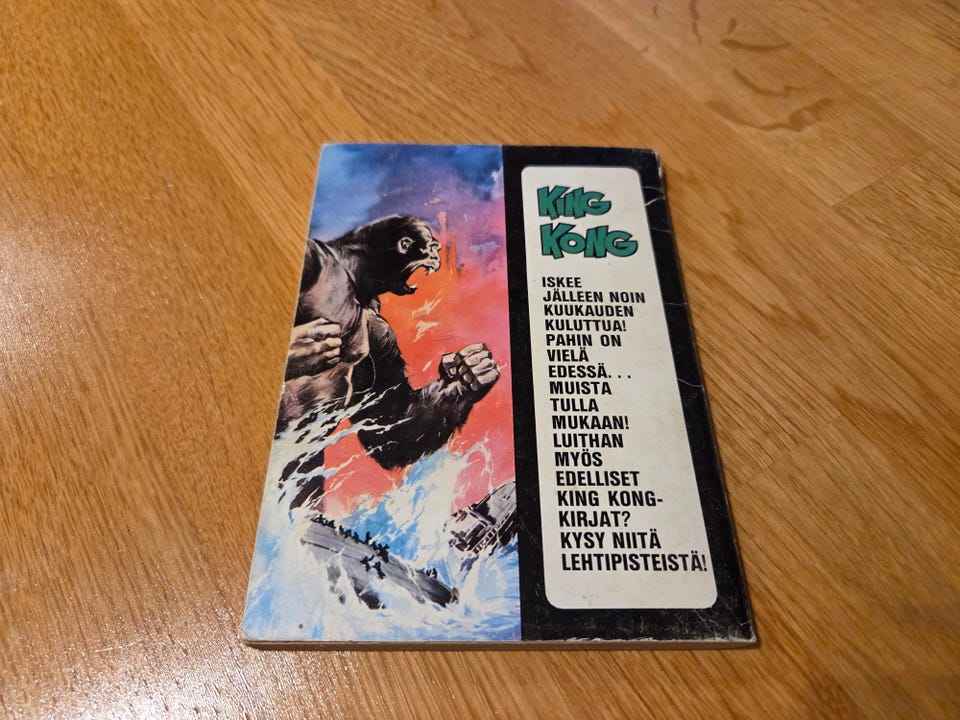 KING
KONG
ISKEE
JÄLLEEN NOIN
KUUKAUDEN
KULUTTUA!
PAHIN ON
VIELÄ
EDESSÄ...
MUISTA
TULLA
MUKAAN!
LUITHAN
MYÖS
EDELLISET
KING KONG-
KIRJAT?
KYSY NIITÄ
LEHTIPISTEISTÄ!